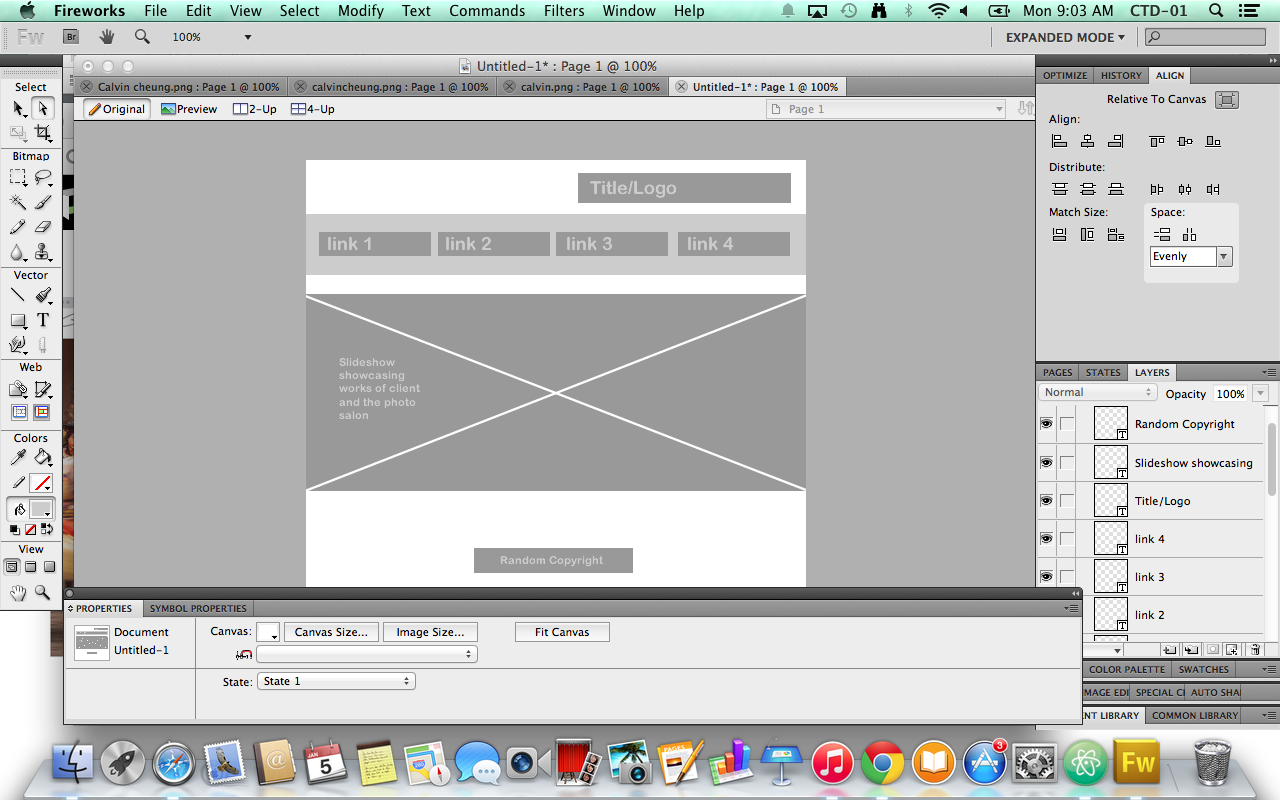 Fireworks File Edit View Select Modify Text Commands Filters Window Help Mon 9:03 AM CTD-01
Fw Br 100% EXPANDED MODE
Untitled-1* : Page 1 @ 100%
Calvin cheung.png : Page 1 @ 100% calvincheung.png : Page 1 @ 100% calvin.png : Page 1 @ 100% Untitled-1* : Page 1 @ 100%
Original Preview 2-Up 4-Up Page 1
Select
Bitmap
Vector
T
Web
Colors
View
Title/Logo
link 1 link 2 link 3 link 4
Slideshow
showcasing
works of client
and the photo
salon
Random Copyright
OPTIMIZE HISTORY ALIGN
Relative To Canvas
Align:
Distribute:
Match Size: Space:
Evenly
PAGES STATES LAYERS
Normal Opacity 100%
T Random Copyright
T Slideshow showcasing
T Title/Logo
T link 4
T link 3
T link 2
COLOR PALETTE SWATCHES
MAGE EDI SPECIAL CI AUTO SHA
NT LIBRARY COMMON LIBRARY
PROPERTIES SYMBOL PROPERTIES
Document Canvas: Canvas Size... Image Size... Fit Canvas
Untitled-1
State: State 1
JAN
5
PAGES
3
Fw